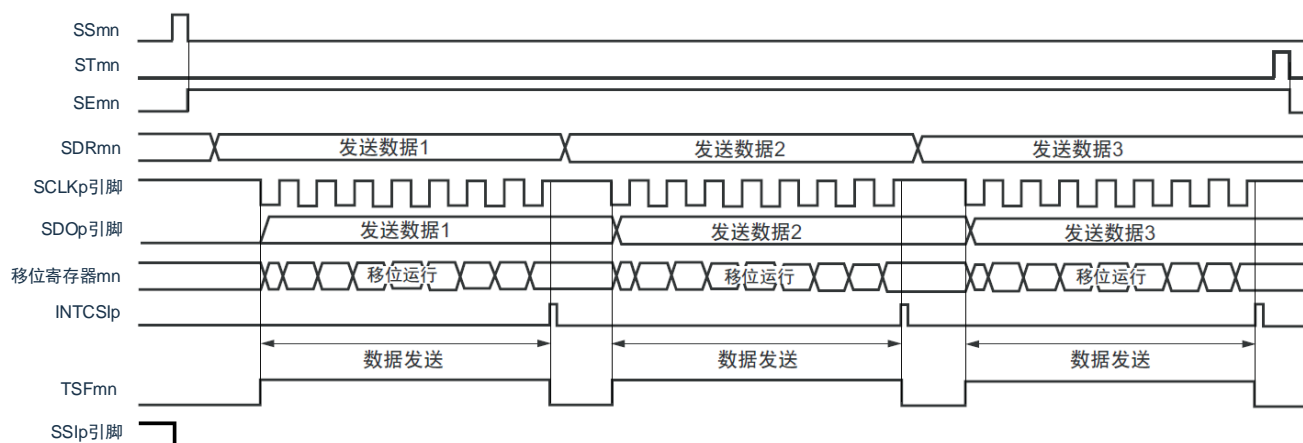 SSmn
STmn
SEmn
SDRmn 发送数据1 发送数据2 发送数据3
SCLKp引脚
SDOp引脚 发送数据1 发送数据2 发送数据3
移位寄存器mn 移位运行 移位运行 移位运行
INTCSIp
数据发送 数据发送 数据发送
TSFmn
SSIp引脚